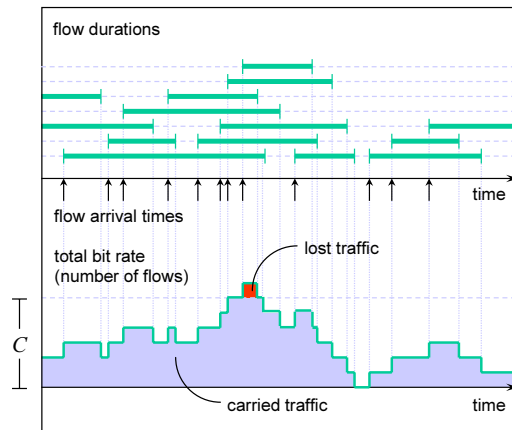 flow durations
time
flow arrival times
total bit rate
(number of flows)
lost traffic
C
carried traffic
time